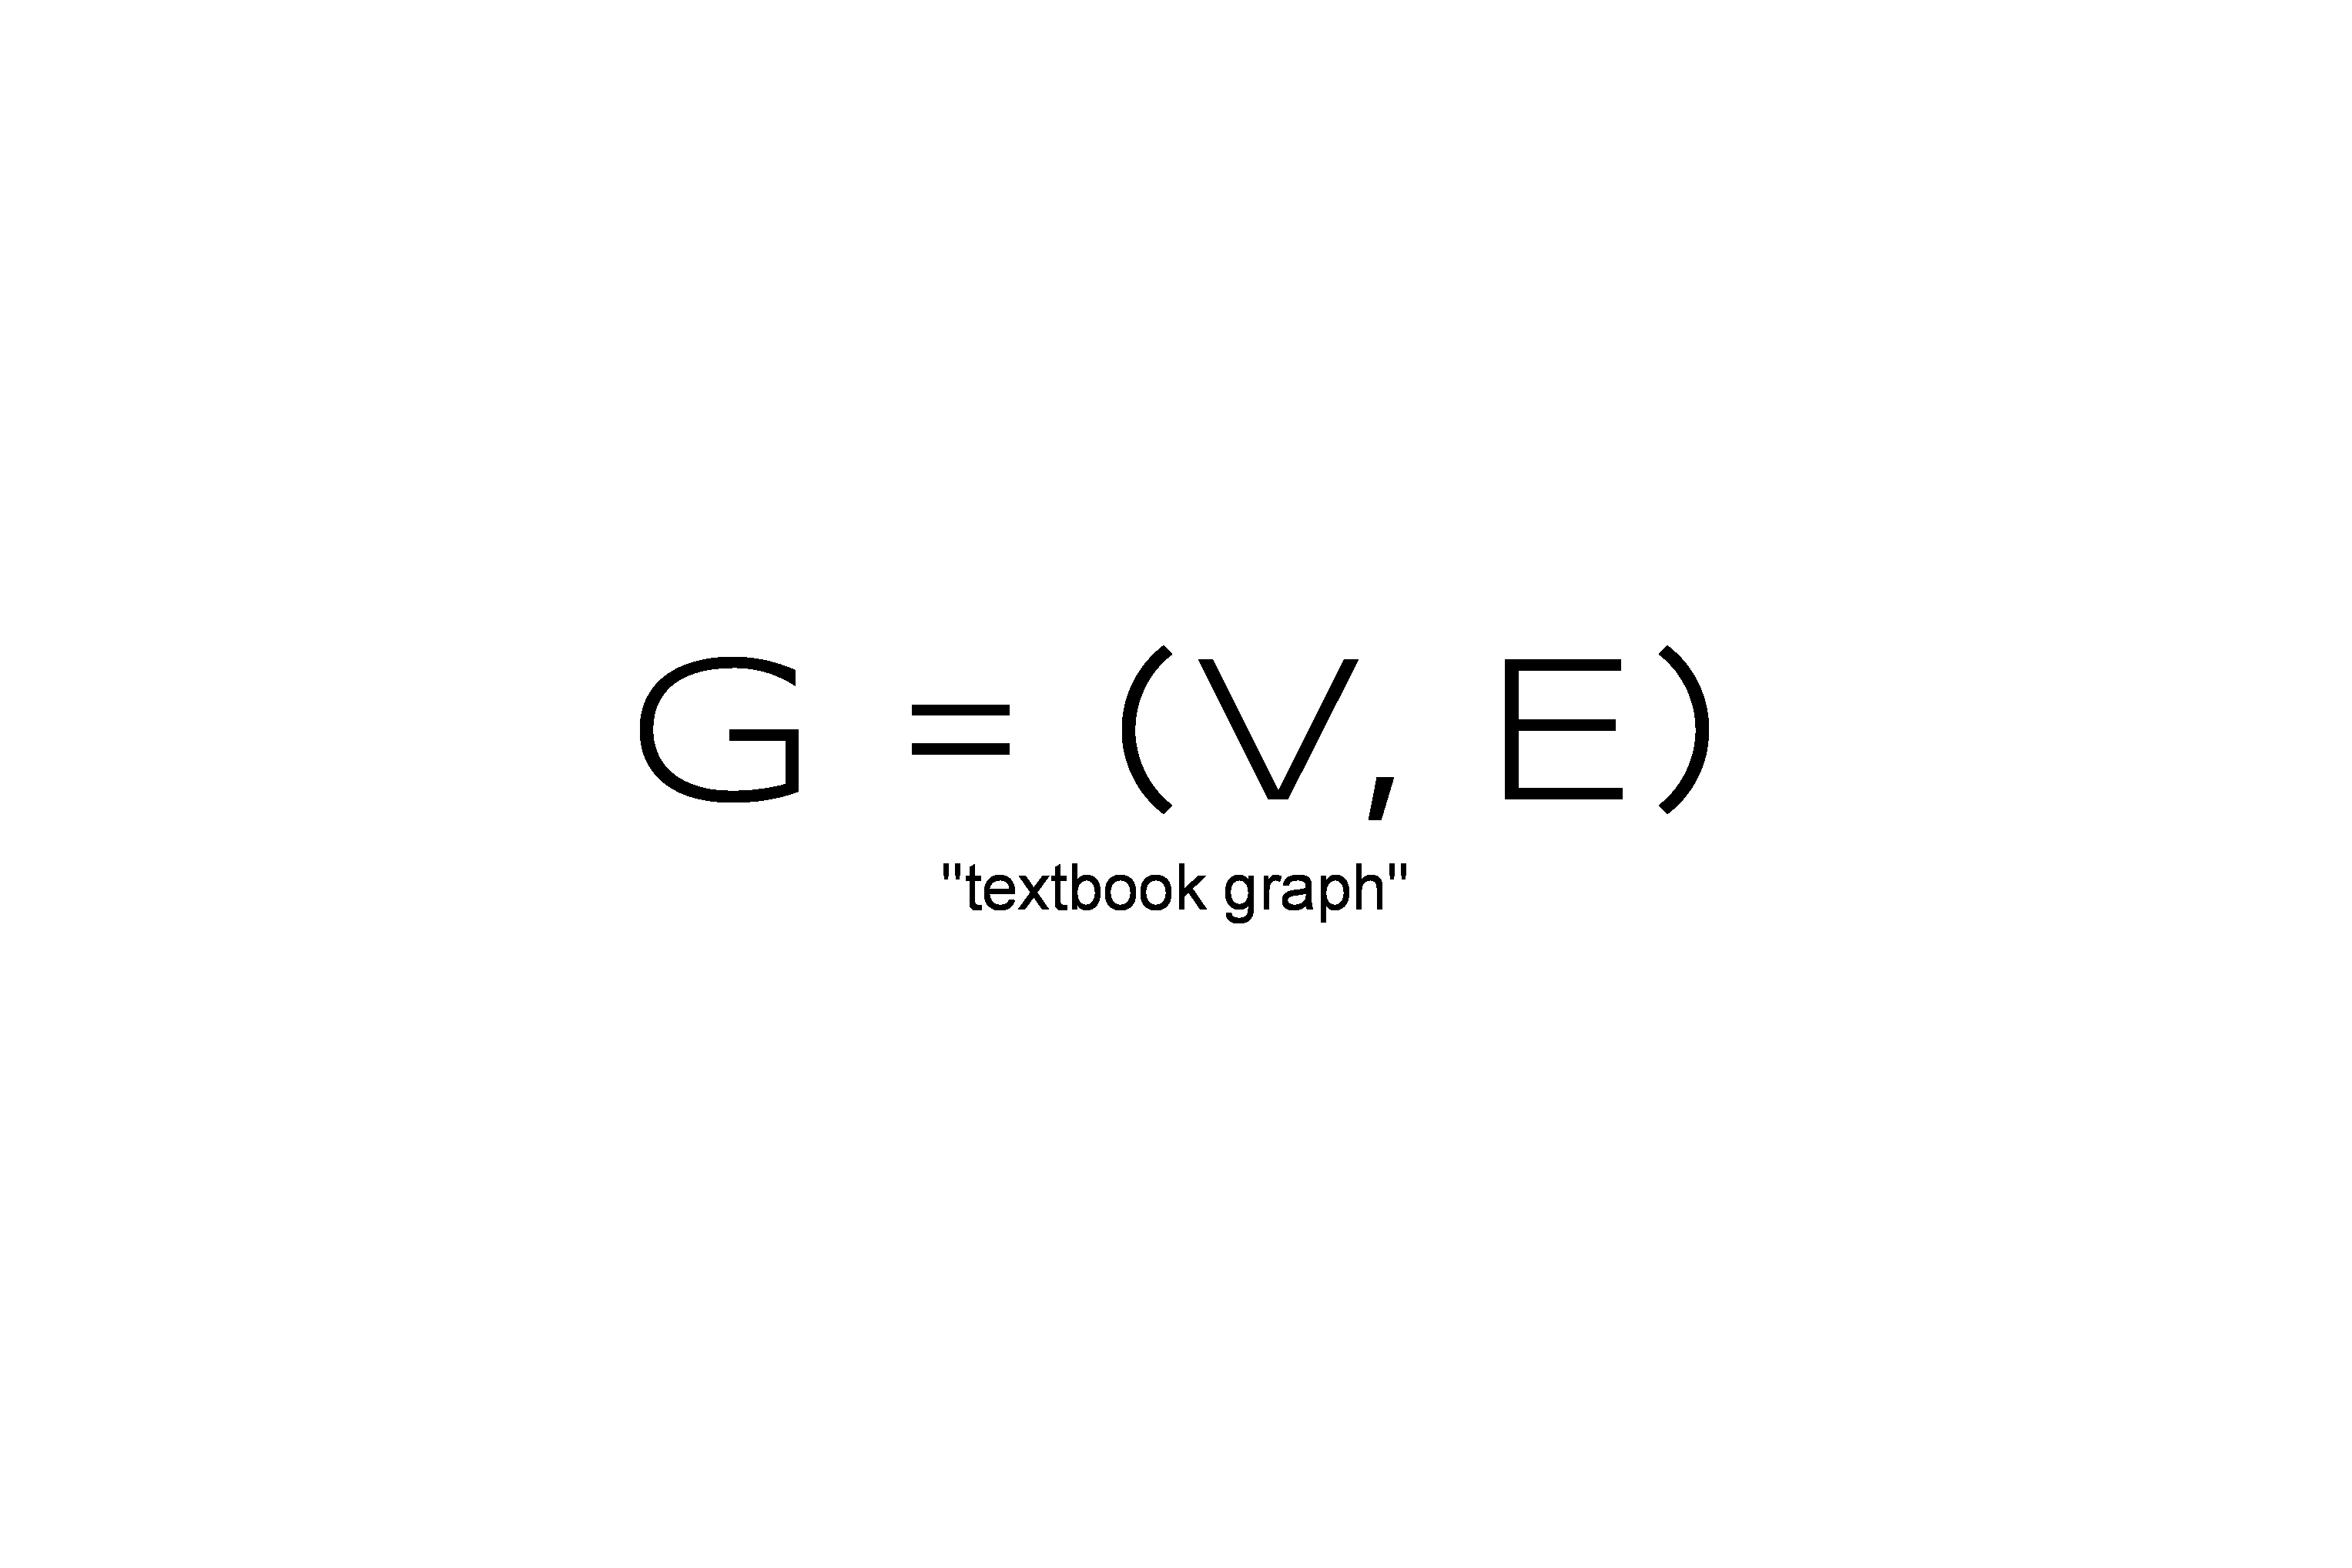 G = (V, E)
"textbook graph"